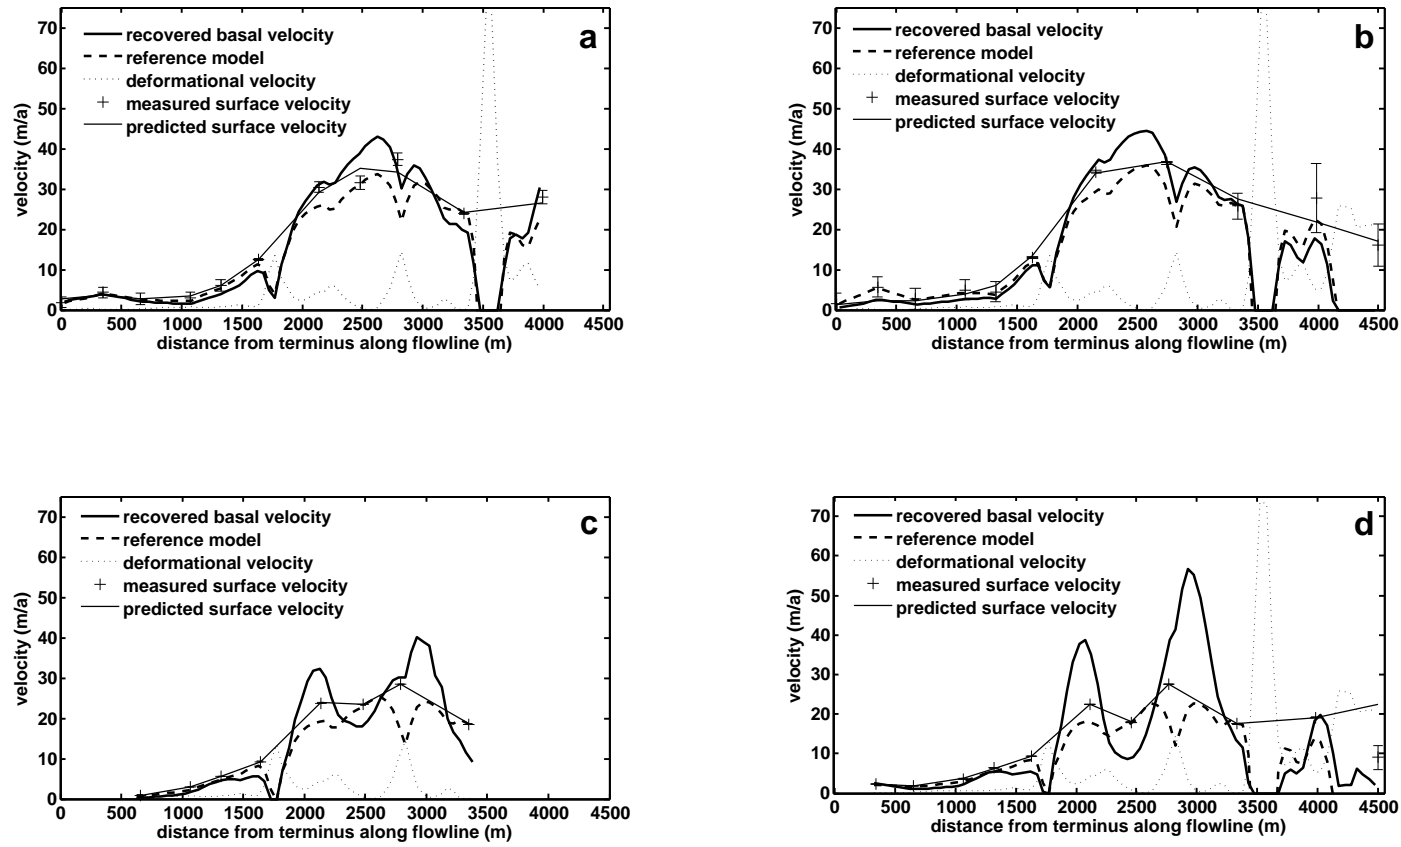 a
recovered basal velocity
reference model
deformational velocity
measured surface velocity
predicted surface velocity
velocity (m/a)
70
60
50
40
30
20
10
0
0 500 1000 1500 2000 2500 3000 3500 4000 4500
distance from terminus along flowline (m)
b
recovered basal velocity
reference model
deformational velocity
measured surface velocity
predicted surface velocity
velocity (m/a)
70
60
50
40
30
20
10
0
0 500 1000 1500 2000 2500 3000 3500 4000 4500
distance from terminus along flowline (m)
c
recovered basal velocity
reference model
deformational velocity
measured surface velocity
predicted surface velocity
velocity (m/a)
70
60
50
40
30
20
10
0
0 500 1000 1500 2000 2500 3000 3500 4000 4500
distance from terminus along flowline (m)
d
recovered basal velocity
reference model
deformational velocity
measured surface velocity
predicted surface velocity
velocity (m/a)
70
60
50
40
30
20
10
0
0 500 1000 1500 2000 2500 3000 3500 4000 4500
distance from terminus along flowline (m)